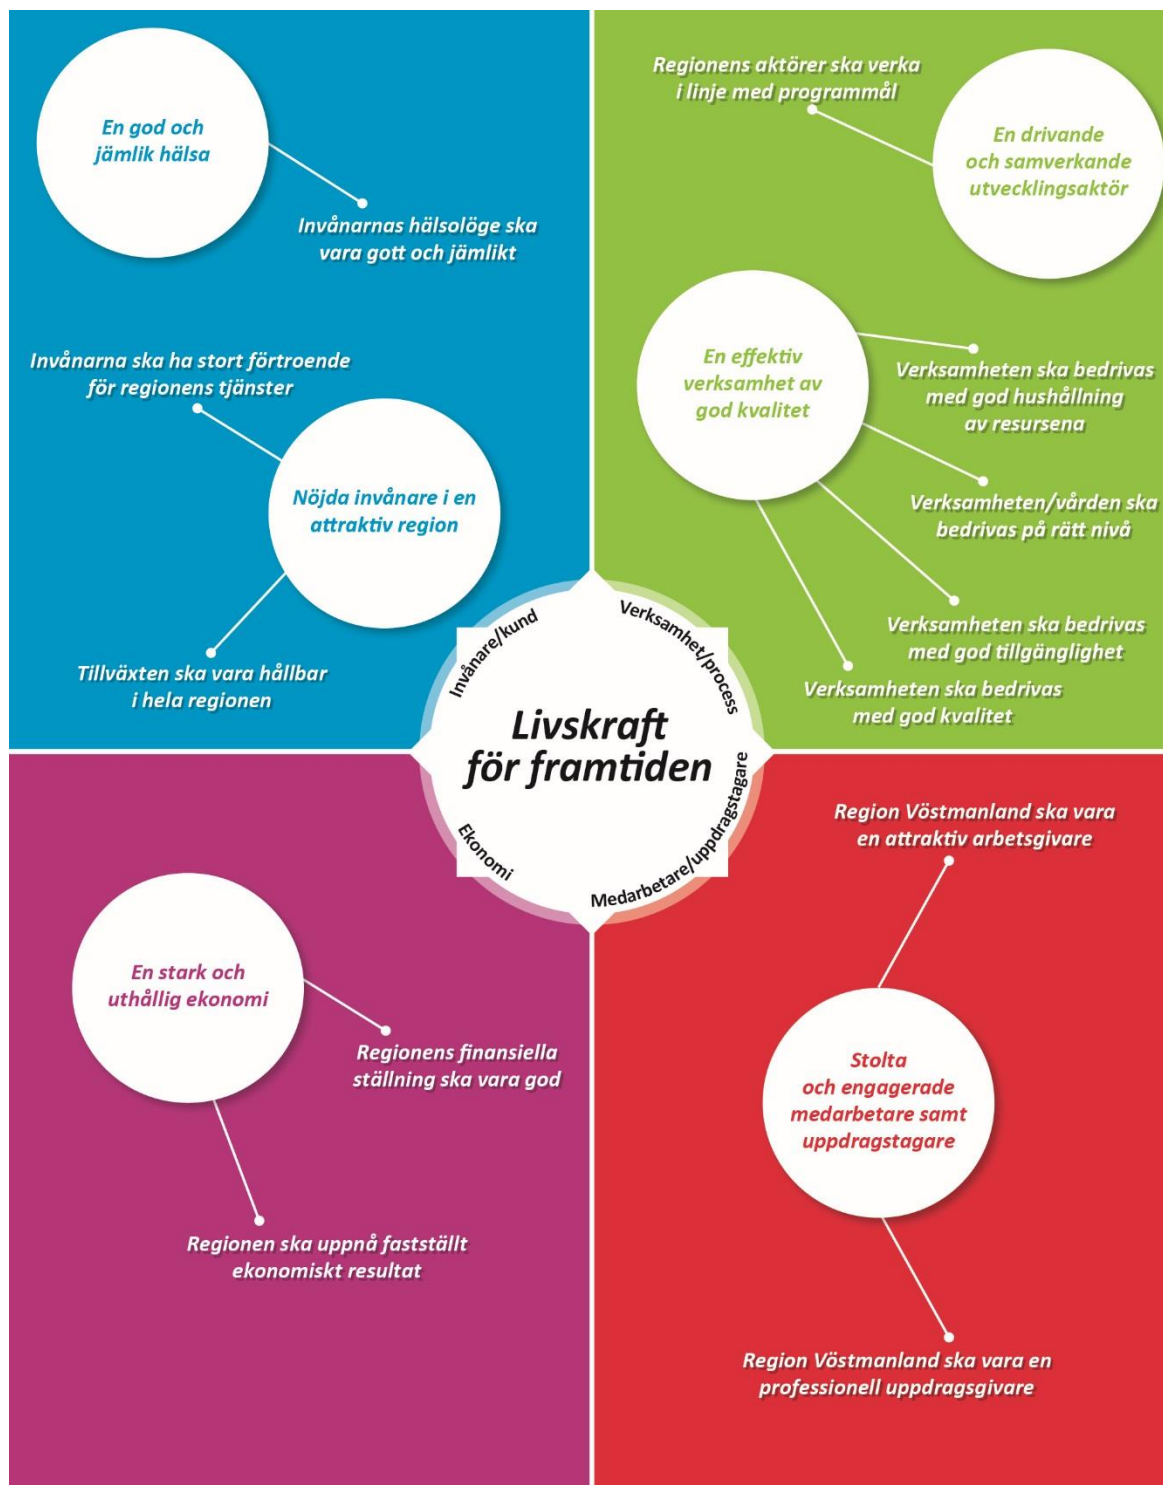 En god och
jämlik hälsa
Invånarnas hälsolöge ska
vara gott och jämlikt
Invånarna ska ha stort förtroende
för regionens tjänster
Nöjda invånare i en
attraktiv region
Tillväxten ska vara hållbar
i hela regionen
Regionens aktörer ska verka
i linje med programmål
En drivande
och samverkande
utvecklingsaktör
En effektiv
verksamhet av
god kvalitet
Verksamheten ska bedrivas
med god hushållning
av resursena
Verksamheten/vården ska
bedrivas på rätt nivå
Verksamheten ska bedrivas
med god tillgänglighet
Verksamheten ska bedrivas
med god kvalitet
Invånare/kund
Verksamhet/process
Livskraft
för framtiden
Ekonomi
Medarbetare/uppdragstagare
En stark och
uthållig ekonomi
Regionens finansiella
ställning ska vara god
Regionen ska uppnå fastställt
ekonomiskt resultat
Region Vöstmanland ska vara
en attraktiv arbetsgivare
Stolta
och engagerade
medarbetare samt
uppdragstagare
Region Vöstmanland ska vara en
professionell uppdragsgivare